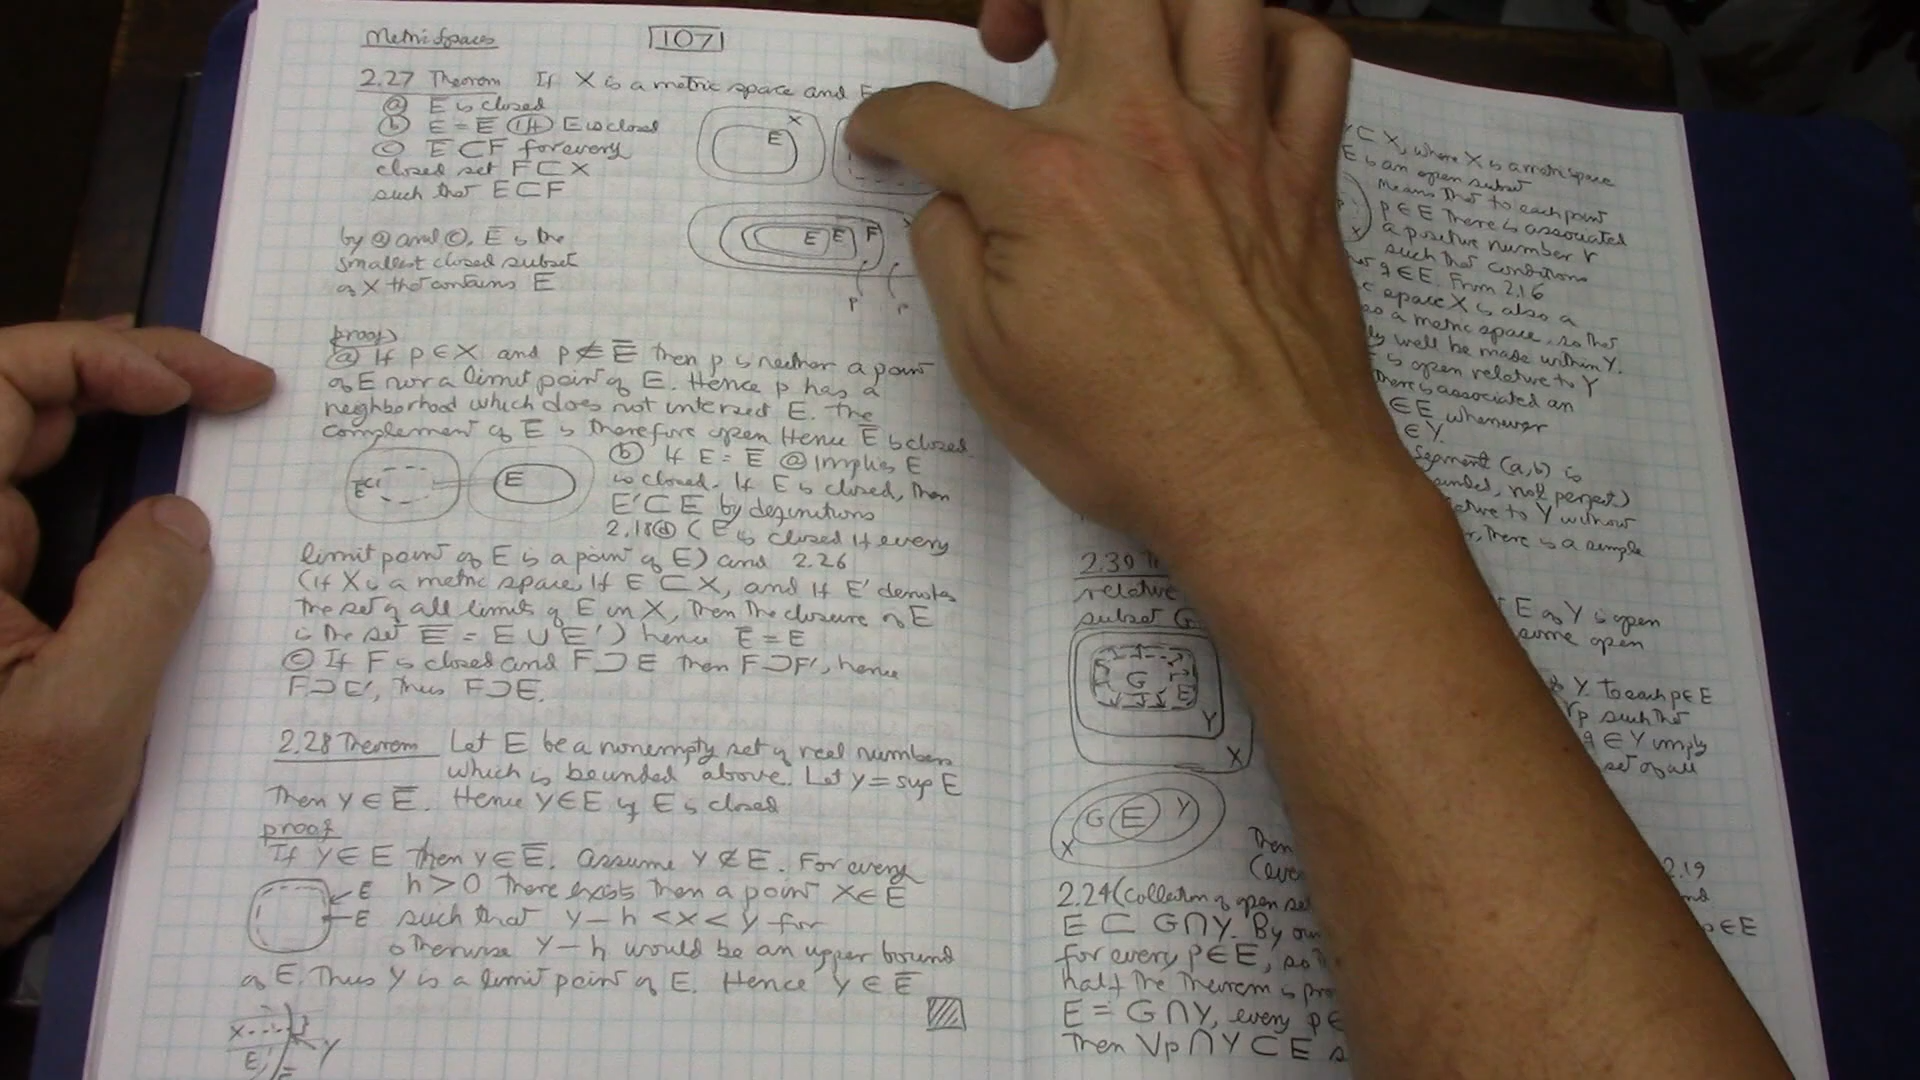 Metric Spaces
107
2.27 Theorem If X is a metric space and E
ⓐ E is closed
ⓑ E = E̅ iff E is closed
ⓒ E̅ ⊂ F for every
closed set F ⊂ X
such that E ⊂ F
X
E
by ⓐ and ⓒ, E̅ is the
smallest closed subset
of X that contains E
E E̅ F
P
P
proof
ⓐ If p ∈ X and p ∉ E̅ then p is neither a point
of E nor a limit point of E. Hence p has a
neighborhood which does not intersect E. The
complement of E̅ is therefore open Hence E̅ is closed.
E
ⓑ If E = E̅ ⓐ implies E
is closed. If E is closed, then
E' ⊂ E by definitions
2.18ⓓ (E is closed if every
limit point of E is a point of E) and 2.26
(If X is a metric space, If E ⊂ X, and if E' denotes
the set of all limits of E in X, Then the closure of E
is the set E̅ = E ∪ E') hence E̅ = E
ⓒ If F is closed and F ⊃ E then F ⊃ F', hence
F ⊃ E', Thus F ⊃ E̅.
2.28 Theorem Let E be a nonempty set of real numbers
which is bounded above. Let y = sup E
Then y ∈ E̅. Hence y ∈ E if E is closed
proof
If y ∈ E then y ∈ E̅. Assume y ∉ E. For every
h > 0 There exists then a point x ∈ E
E
E
such that y - h < x < y for
otherwise y - h would be an upper bound
of E. Thus y is a limit point of E. Hence y ∈ E̅
X
E
Y
⊂ X, where X is a metric space
E is an open subset
Means that to each point
p ∈ E There is associated
a positive number r
X
such that conditions
q ∈ E. From 2.16
space X is also a
a metric space, so that
well be made within Y.
is open relative to Y
There is associated an
∈ E whenever
∈ Y.
Segment (a,b) is
not perfect)
to Y without
There is a simple
2.30
relative
E of Y is open
subset G
some open
G
E
Y
X
Y. To each p ∈ E
rp such that
q ∈ Y imply
set of all
G E Y
X
Then
2.19
2.24 (Collection of open
E ⊂ G∩Y. By our
p ∈ E
for every p ∈ E, so
half the Theorem is
E = G∩Y, every p ∈
Then Vp∩Y ⊂ E